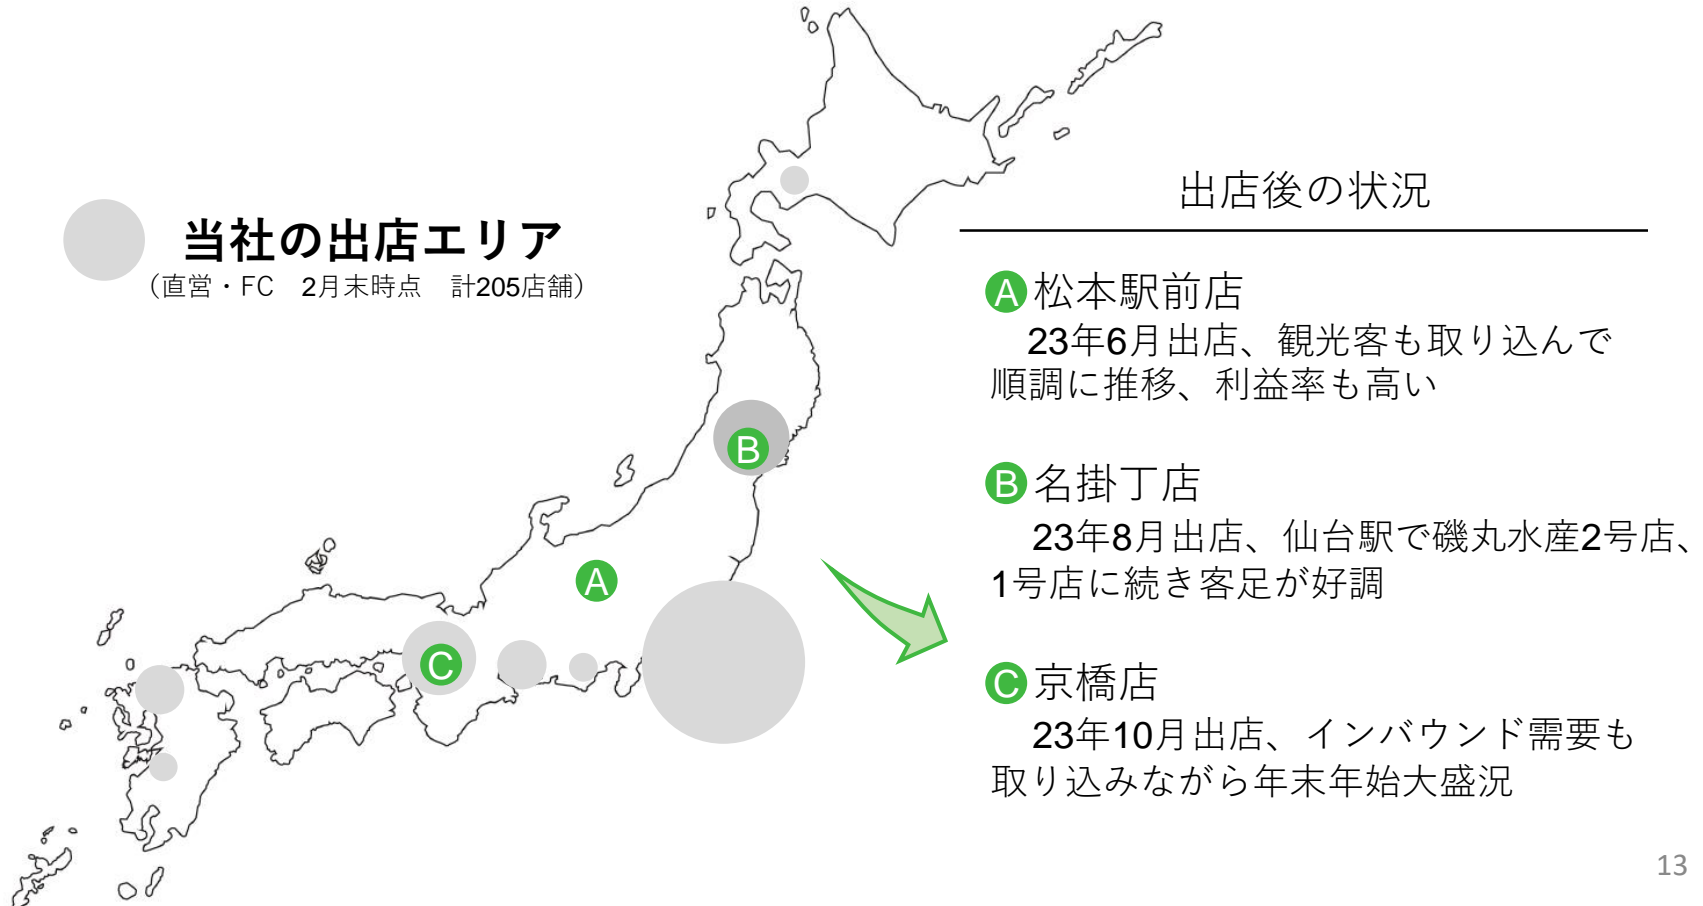 当社の出店エリア
（直営・FC　2月末時点　計205店舗）
出店後の状況
A 松本駅前店
23年6月出店、観光客も取り込んで
順調に推移、利益率も高い
B 名掛丁店
23年8月出店、仙台駅で磯丸水産2号店、
1号店に続き客足が好調
C 京橋店
23年10月出店、インバウンド需要も
取り込みながら年末年始大盛況
B
A
C
13